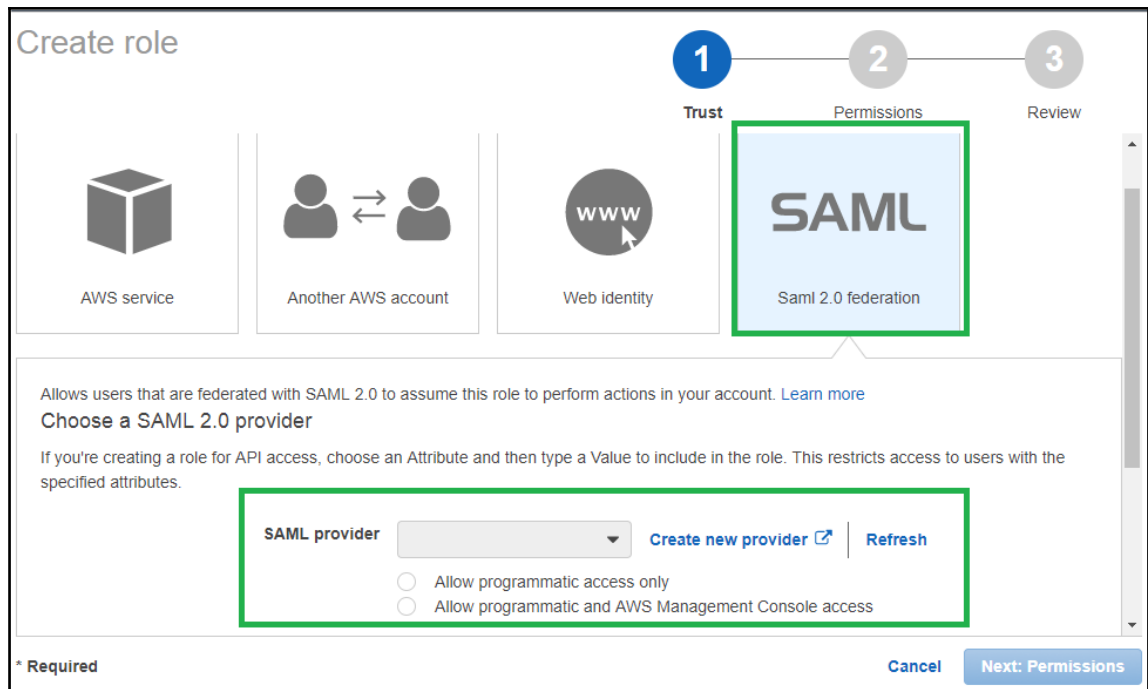 Create role
1
2
3
Trust
Permissions
Review
www
SAML
AWS service
Another AWS account
Web identity
Saml 2.0 federation
Allows users that are federated with SAML 2.0 to assume this role to perform actions in your account. Learn more
Choose a SAML 2.0 provider
If you're creating a role for API access, choose an Attribute and then type a Value to include in the role. This restricts access to users with the
specified attributes.
SAML provider
Create new provider
Refresh
Allow programmatic access only
Allow programmatic and AWS Management Console access
* Required
Cancel
Next: Permissions